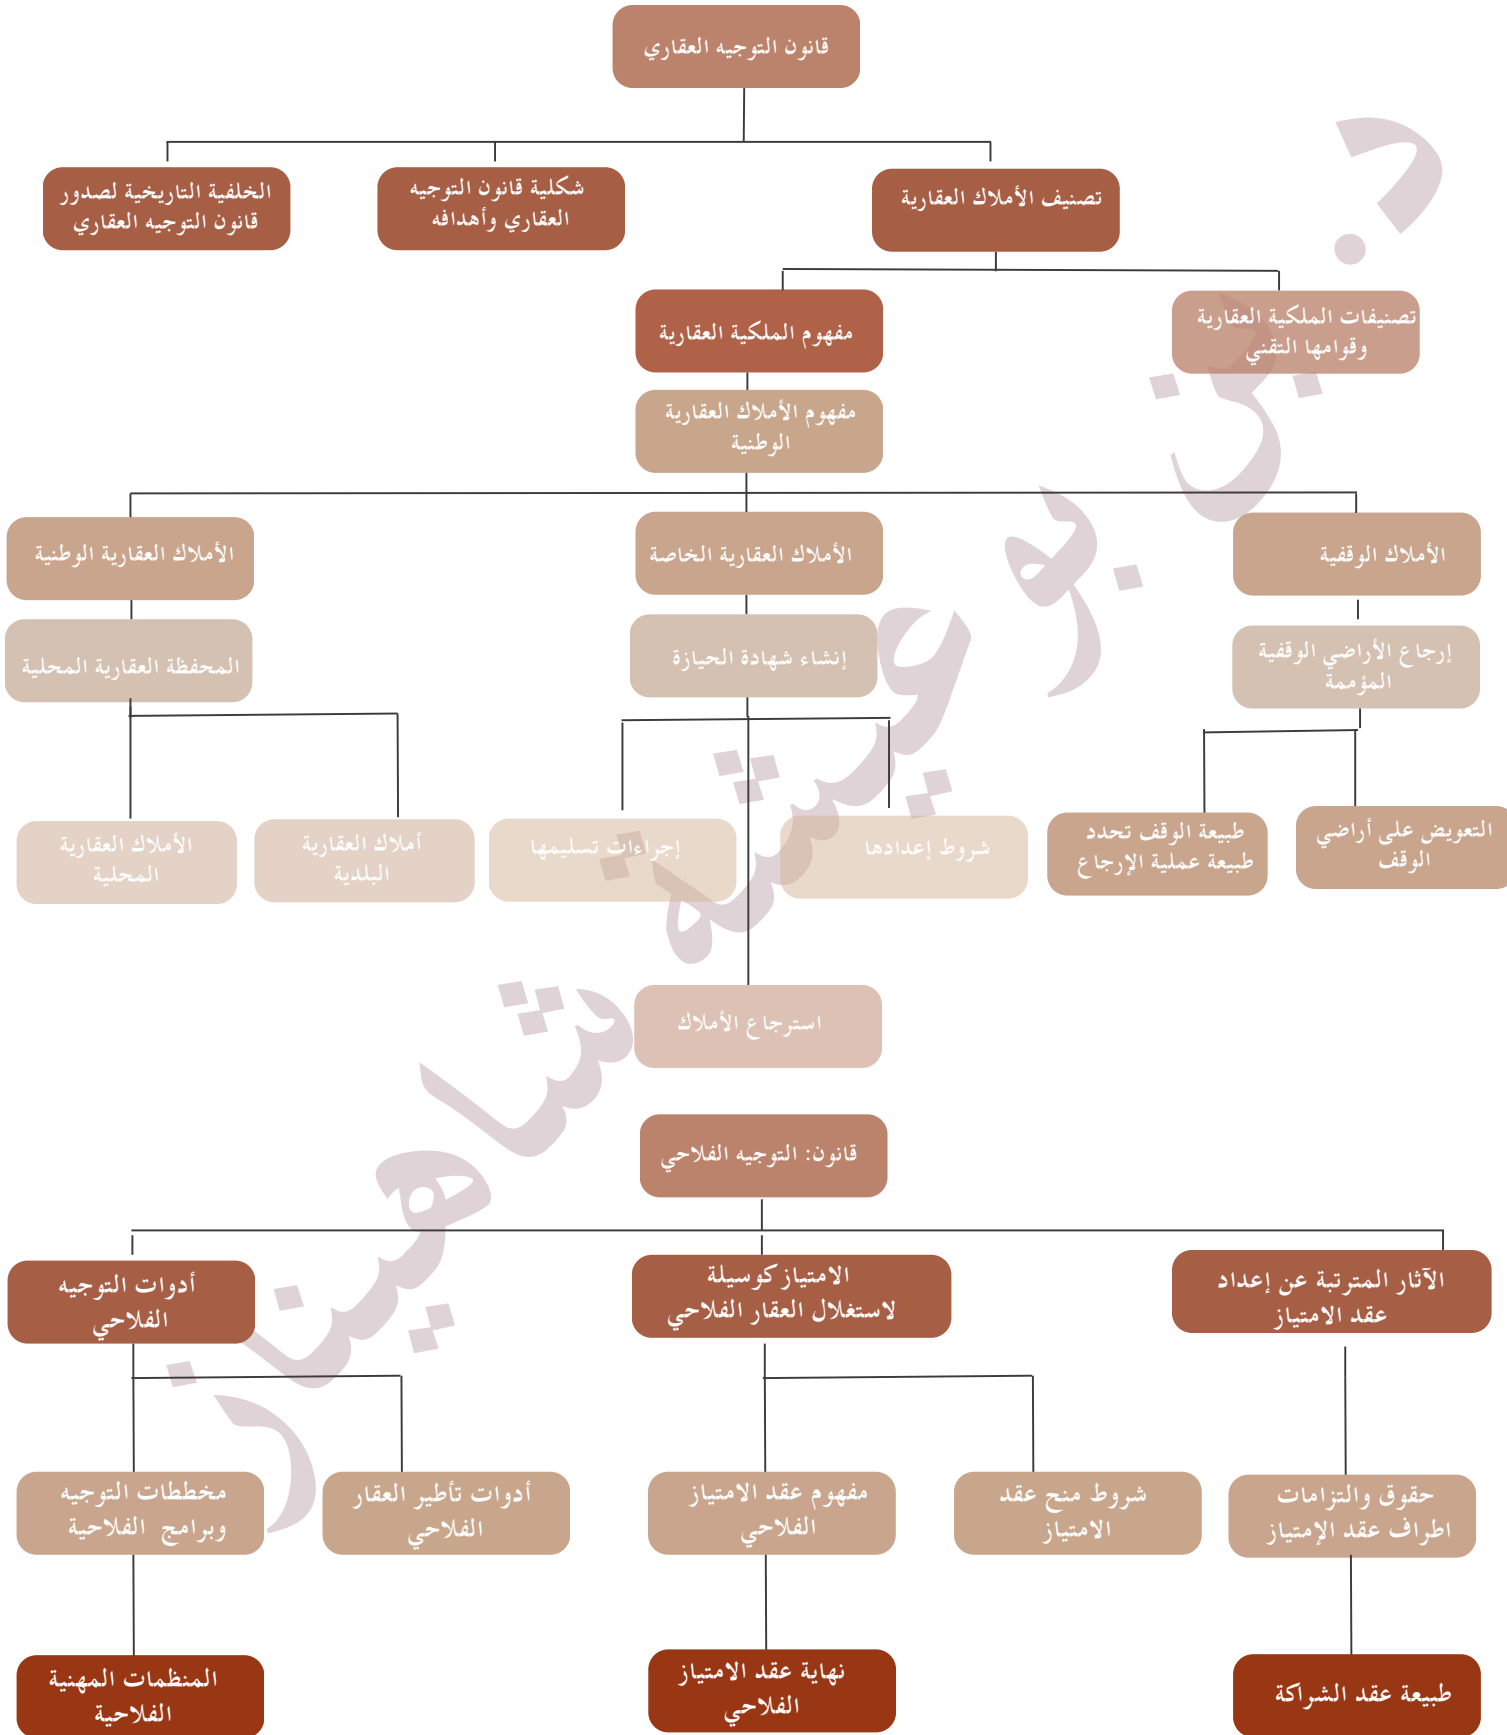 قانون التوجيه العقاري
تصنيف الأملاك العقارية
شكلية قانون التوجيه
العقاري وأهدافه
الخلفية التاريخية لصدور
قانون التوجيه العقاري
تصنيفات الملكية العقارية
وقوامها التقني
مفهوم الملكية العقارية
مفهوم الأملاك العقارية
الوطنية
الأملاك الوقفية
الأملاك العقارية الخاصة
الأملاك العقارية الوطنية
إرجاع الأراضي الوقفية
المؤممة
إنشاء شهادة الحيازة
المحفظة العقارية المحلية
التعويض على أراضي
الوقف
طبيعة الوقف تحدد
طبيعة عملية الإرجاع
شروط إعدادها
إجراءات تسليمها
أملاك العقارية
البلدية
الأملاك العقارية
المحلية
استرجاع الأملاك
قانون: التوجيه الفلاحي
الآثار المترتبة عن إعداد
عقد الامتياز
الامتياز كوسيلة
لاستغلال العقار الفلاحي
أدوات التوجيه
الفلاحي
حقوق والتزامات
اطراف عقد الإمتياز
شروط منح عقد
الامتياز
مفهوم عقد الامتياز
الفلاحي
أدوات تأطير العقار
الفلاحي
مخططات التوجيه
وبرامج الفلاحية
طبيعة عقد الشراكة
نهاية عقد الامتياز
الفلاحي
المنظمات المهنية
الفلاحية
د. بن بوعيشة شاهيناز